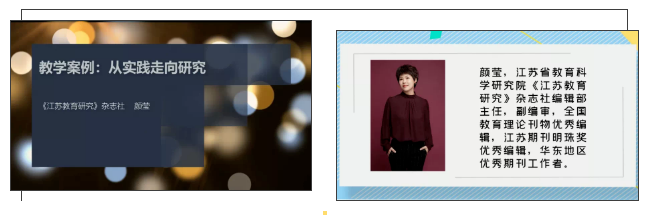 教学案例：从实践走向研究
《江苏教育研究》杂志社 颜莹
颜莹，江苏省教育科
学研究院《江苏教育
研究》杂志社编辑部
主任，副编审，全国
教育理论刊物优秀编
辑，江苏期刊明珠奖
优秀编辑，华东地区
优秀期刊工作者。